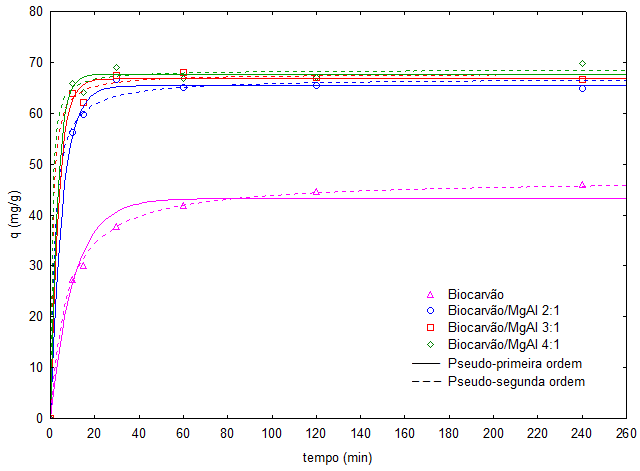 80
70
60
50
40
30
20
10
0
q (mg/g)
Biocarvão
Biocarvão/MgAl 2:1
Biocarvão/MgAl 3:1
Biocarvão/MgAl 4:1
Pseudo-primeira ordem
Pseudo-segunda ordem
0 20 40 60 80 100 120 140 160 180 200 220 240 260
tempo (min)